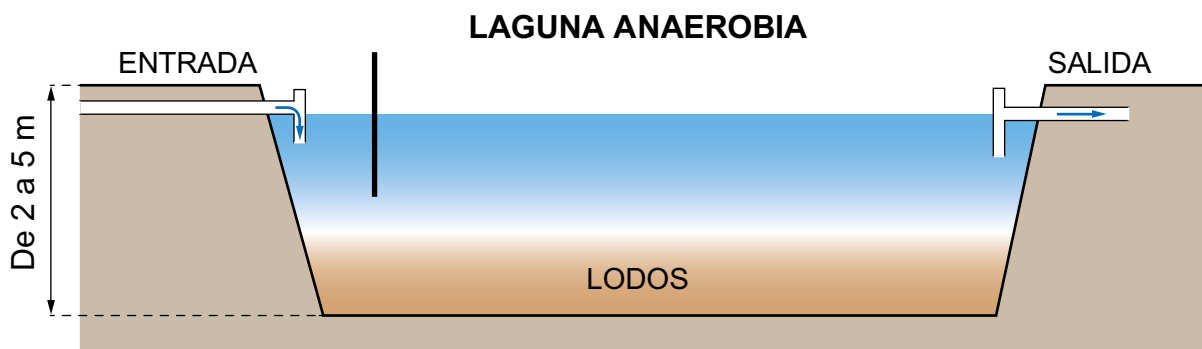 LAGUNA ANAEROBIA
ENTRADA
SALIDA
De 2 a 5 m
LODOS